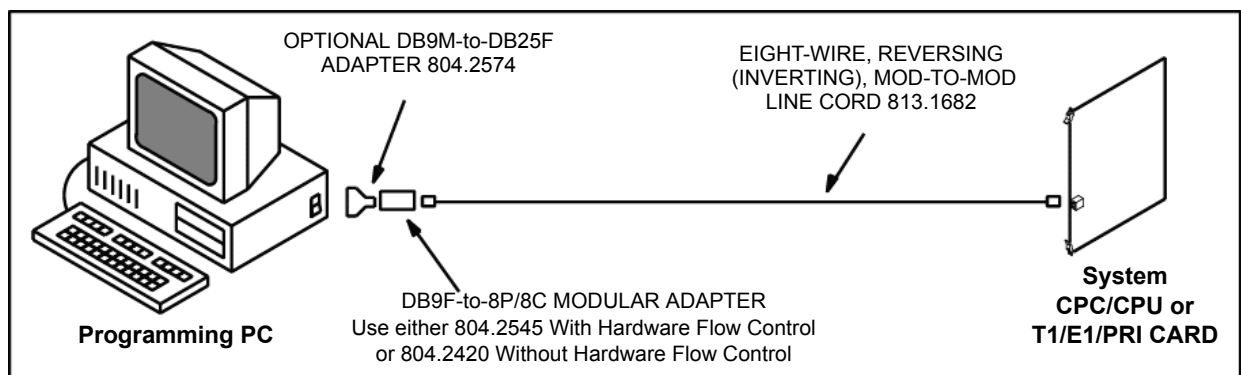 OPTIONAL DB9M-to-DB25F
ADAPTER 804.2574
EIGHT-WIRE, REVERSING
(INVERTING), MOD-TO-MOD
LINE CORD 813.1682
DB9F-to-8P/8C MODULAR ADAPTER
Use either 804.2545 With Hardware Flow Control
or 804.2420 Without Hardware Flow Control
Programming PC
System
CPC/CPU or
T1/E1/PRI CARD